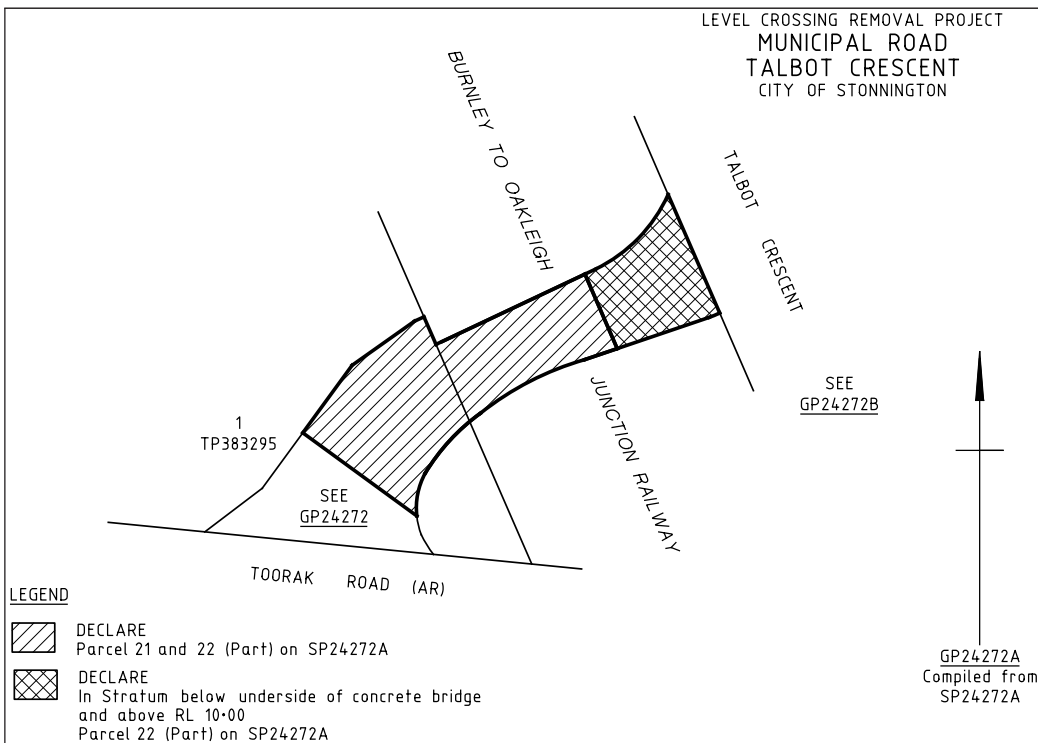 LEVEL CROSSING REMOVAL PROJECT
MUNICIPAL ROAD
TALBOT CRESCENT
CITY OF STONNINGTON
BURNLEY TO OAKLEIGH
JUNCTION RAILWAY
TALBOT CRESCENT
SEE
GP24272B
1
TP383295
SEE
GP24272
TOORAK ROAD (AR)
LEGEND
DECLARE
Parcel 21 and 22 (Part) on SP24272A
DECLARE
In Stratum below underside of concrete bridge
and above RL 10·00
Parcel 22 (Part) on SP24272A
GP24272A
Compiled from
SP24272A